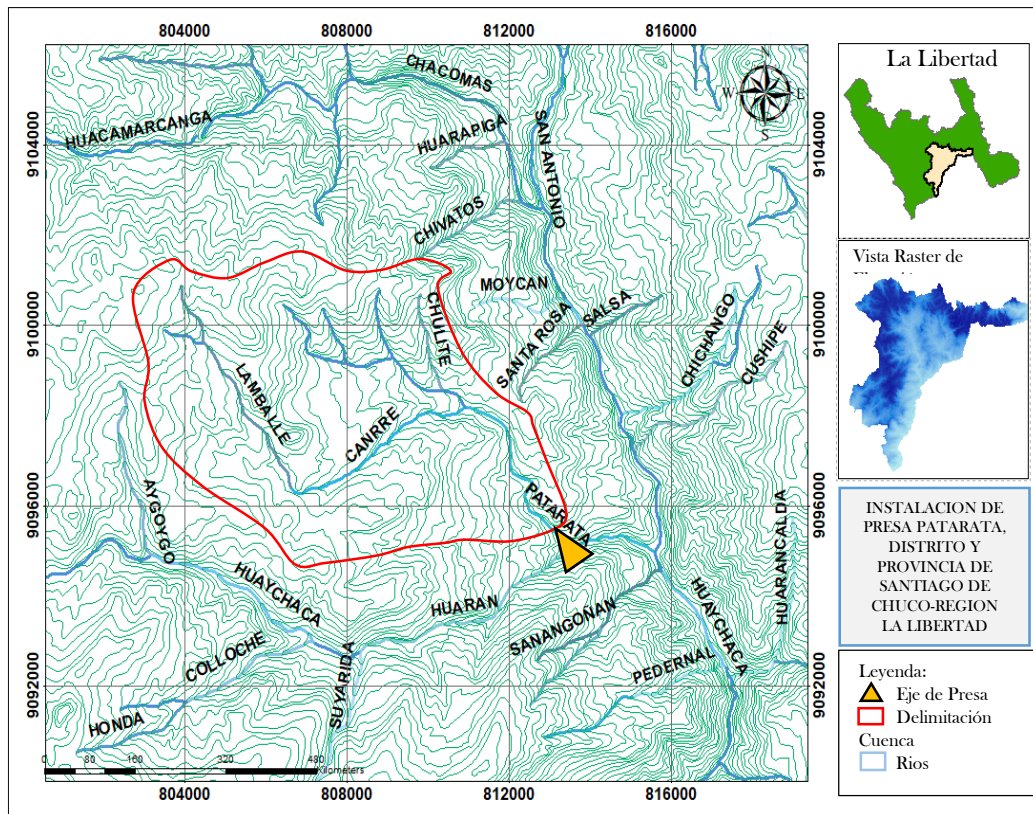 804000 808000 812000 816000
CHACOMAS
HUACAMARCANGA
HUARAPIGA
SAN ANTONIO
CHIVATOS
MOYCAN
SALSA
SANTA ROSA
CHUILITE
CHICHANGO
CUSHIPE
LAMBALLE
CANRRE
PATARATA
AYGOYGO
HUARANCALDA
HUAYCHACA
HUARAN
SANANGOÑAN
HUAYCHACA
COLLOCHE
PEDERNAL
SUYARIDA
HONDA
N
W E
S
9104000
9100000
9096000
9092000
9104000
9100000
9096000
9092000
0 80 160 320 480
Kilometers
804000 808000 812000 816000
La Libertad
Vista Raster de
INSTALACION DE
PRESA PATARATA,
DISTRITO Y
PROVINCIA DE
SANTIAGO DE
CHUCO-REGION
LA LIBERTAD
Leyenda:
Eje de Presa
Delimitación
Cuenca
Rios